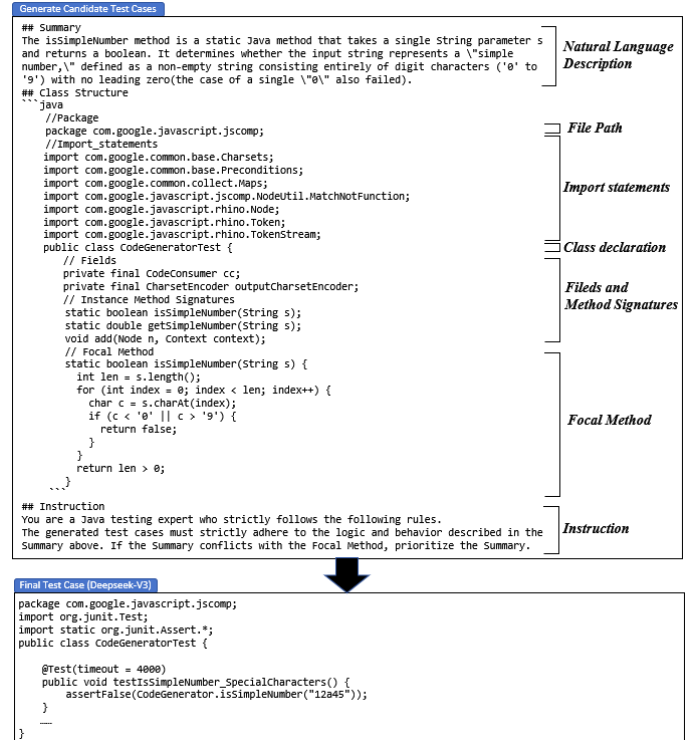 Generate Candidate Test Cases
## Summary
The isSimpleNumber method is a static Java method that takes a single String parameter s
and returns a boolean. It determines whether the input string represents a \"simple
number,\" defined as a non-empty string consisting entirely of digit characters ('0' to
'9') with no leading zero(the case of a single \"0\" also failed).
Natural Language
Description
## Class Structure
```java
//Package
package com.google.javascript.jscomp;
File Path
//Import_statements
import com.google.common.base.Charsets;
import com.google.common.base.Preconditions;
import com.google.common.collect.Maps;
import com.google.javascript.jscomp.NodeUtil.MatchNotFunction;
import com.google.javascript.rhino.Node;
import com.google.javascript.rhino.Token;
import com.google.javascript.rhino.TokenStream;
Import statements
public class CodeGeneratorTest {
Class declaration
// Fields
private final CodeConsumer cc;
private final CharsetEncoder outputCharsetEncoder;
// Instance Method Signatures
static boolean isSimpleNumber(String s);
static double getSimpleNumber(String s);
void add(Node n, Context context);
Fileds and
Method Signatures
// Focal Method
static boolean isSimpleNumber(String s) {
int len = s.length();
for (int index = 0; index < len; index++) {
char c = s.charAt(index);
if (c < '0' || c > '9') {
return false;
}
}
return len > 0;
}
```
Focal Method
## Instruction
You are a Java testing expert who strictly follows the following rules.
The generated test cases must strictly adhere to the logic and behavior described in the
Summary above. If the Summary conflicts with the Focal Method, prioritize the Summary.
Instruction
Final Test Case (Deepseek-V3)
package com.google.javascript.jscomp;
import org.junit.Test;
import static org.junit.Assert.*;
public class CodeGeneratorTest {
@Test(timeout = 4000)
public void testIsSimpleNumber_SpecialCharacters() {
assertFalse(CodeGenerator.isSimpleNumber("12a45"));
}
……
}